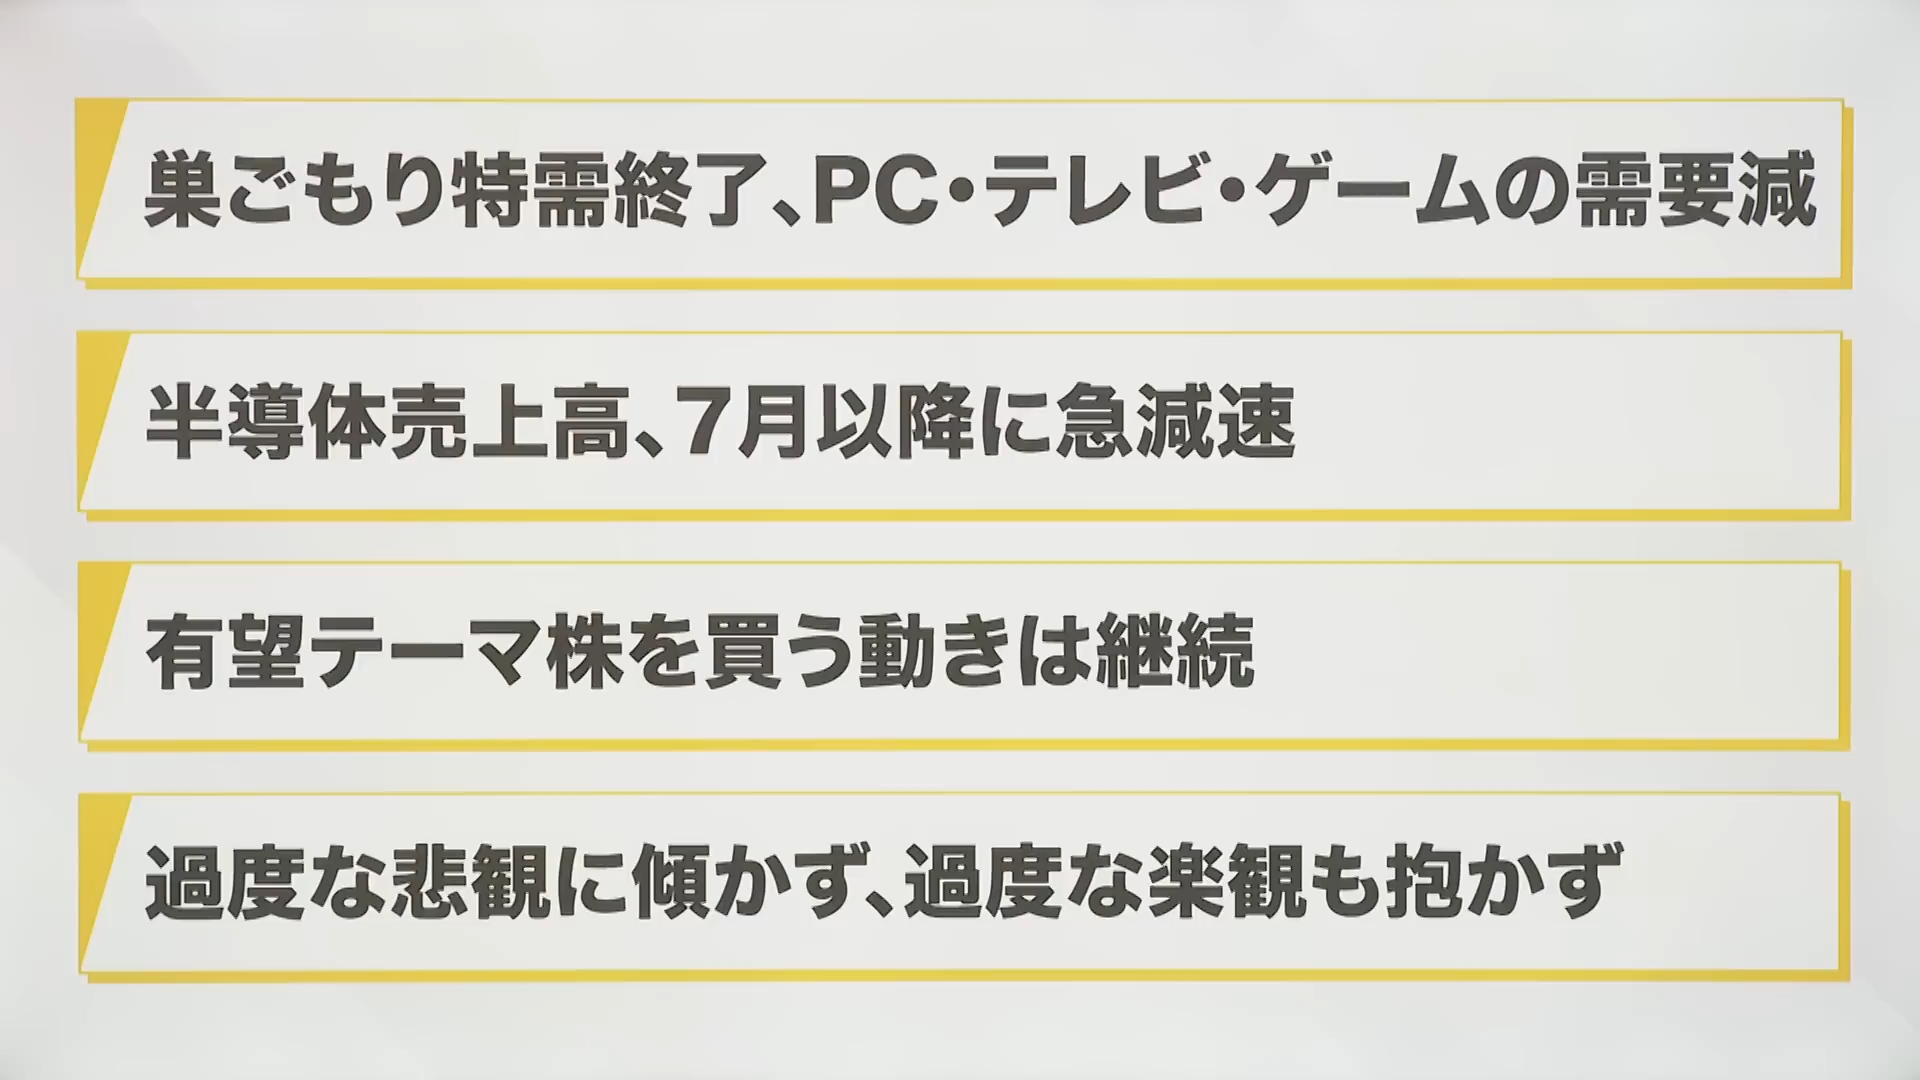 巣ごもり特需終了、PC・テレビ・ゲームの需要減
半導体売上高、7月以降に急減速
有望テーマ株を買う動きは継続
過度な悲観に傾かず、過度な楽観も抱かず